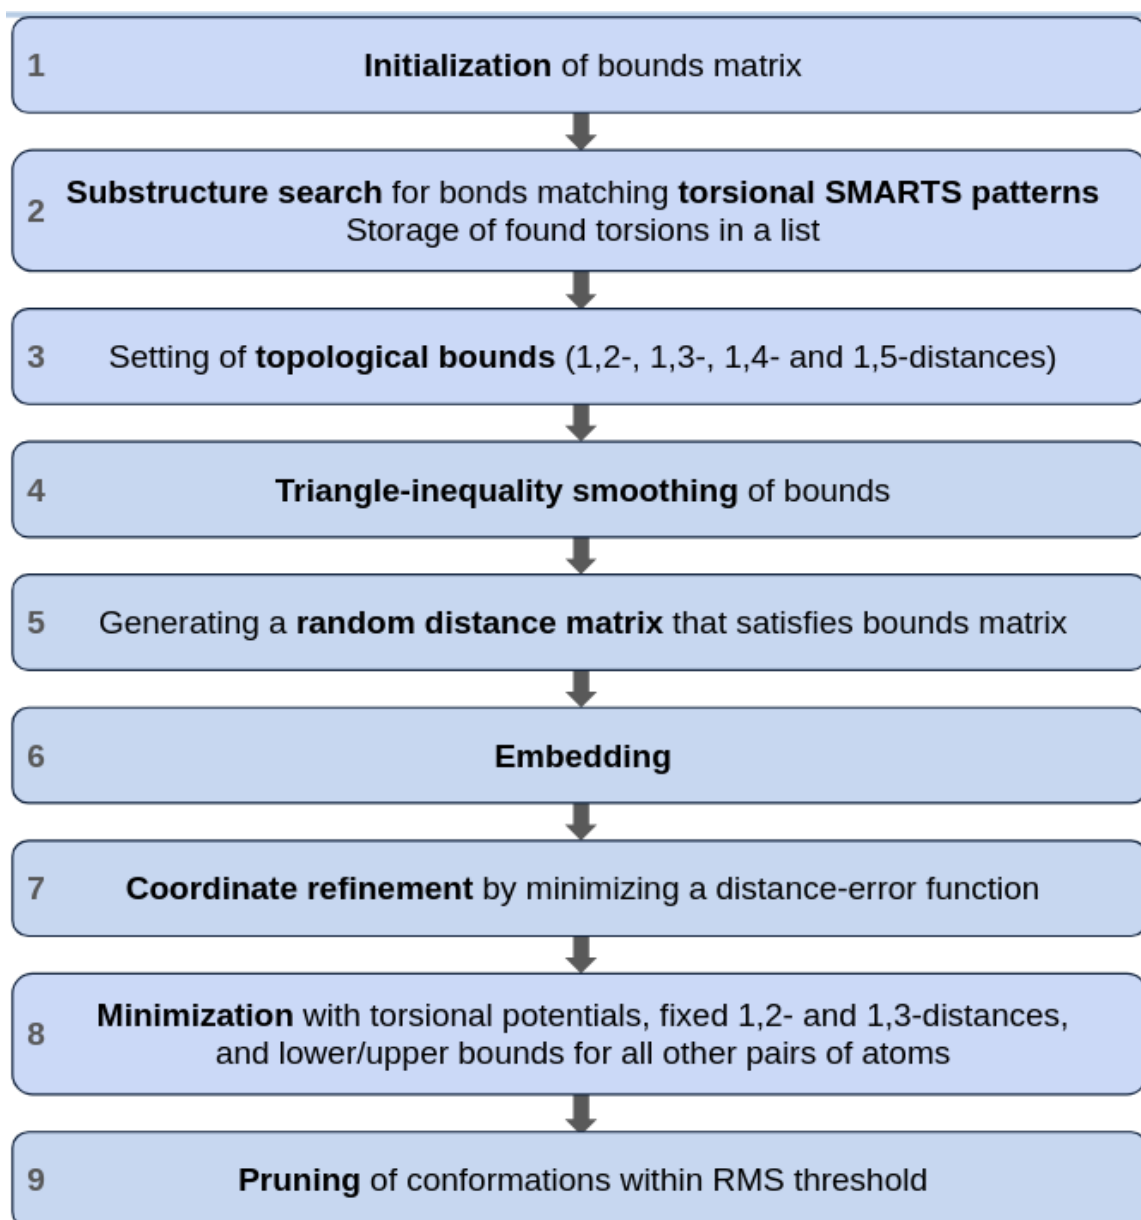 1 Initialization of bounds matrix
2 Substructure search for bonds matching torsional SMARTS patterns
Storage of found torsions in a list
3 Setting of topological bounds (1,2-, 1,3-, 1,4- and 1,5-distances)
4 Triangle-inequality smoothing of bounds
5 Generating a random distance matrix that satisfies bounds matrix
6 Embedding
7 Coordinate refinement by minimizing a distance-error function
8 Minimization with torsional potentials, fixed 1,2- and 1,3-distances,
and lower/upper bounds for all other pairs of atoms
9 Pruning of conformations within RMS threshold